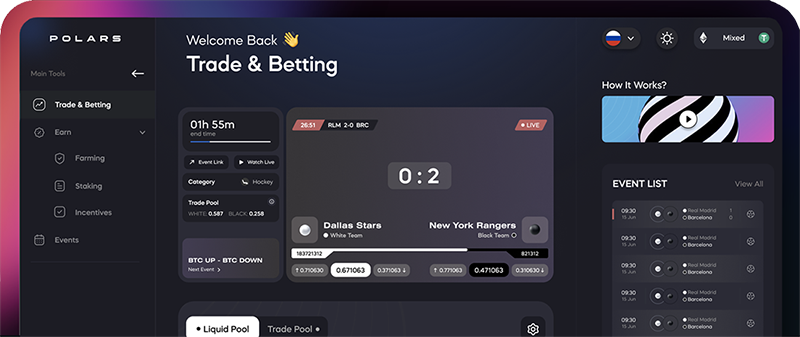 POLARS
Main Tools
Trade & Betting
Earn
Farming
Staking
Incentives
Events
Welcome Back 👋
Trade & Betting
Mixed
01h 55m
end time
Event Link
Watch Live
Category Hockey
Trade Pool
WHITE: 0.587 BLACK: 0.258
BTC UP - BTC DOWN
Next Event >
26:51 RLM 2-0 BRC
LIVE
0 : 2
Dallas Stars
White Team
New York Rangers
Black Team
183721312
821312
↑ 0.710630 0.671063 0.371063 ↓
↑ 0.771063 0.471063 0.310630 ↓
• Liquid Pool
Trade Pool •
How It Works?
EVENT LIST
View All
09:30 Real Madrid 1
15 Jun Barcelona 0
09:30 Real Madrid
15 Jun Barcelona
09:30 Real Madrid
15 Jun Barcelona
09:30 Real Madrid
15 Jun Barcelona
09:30 Real Madrid
15 Jun Barcelona